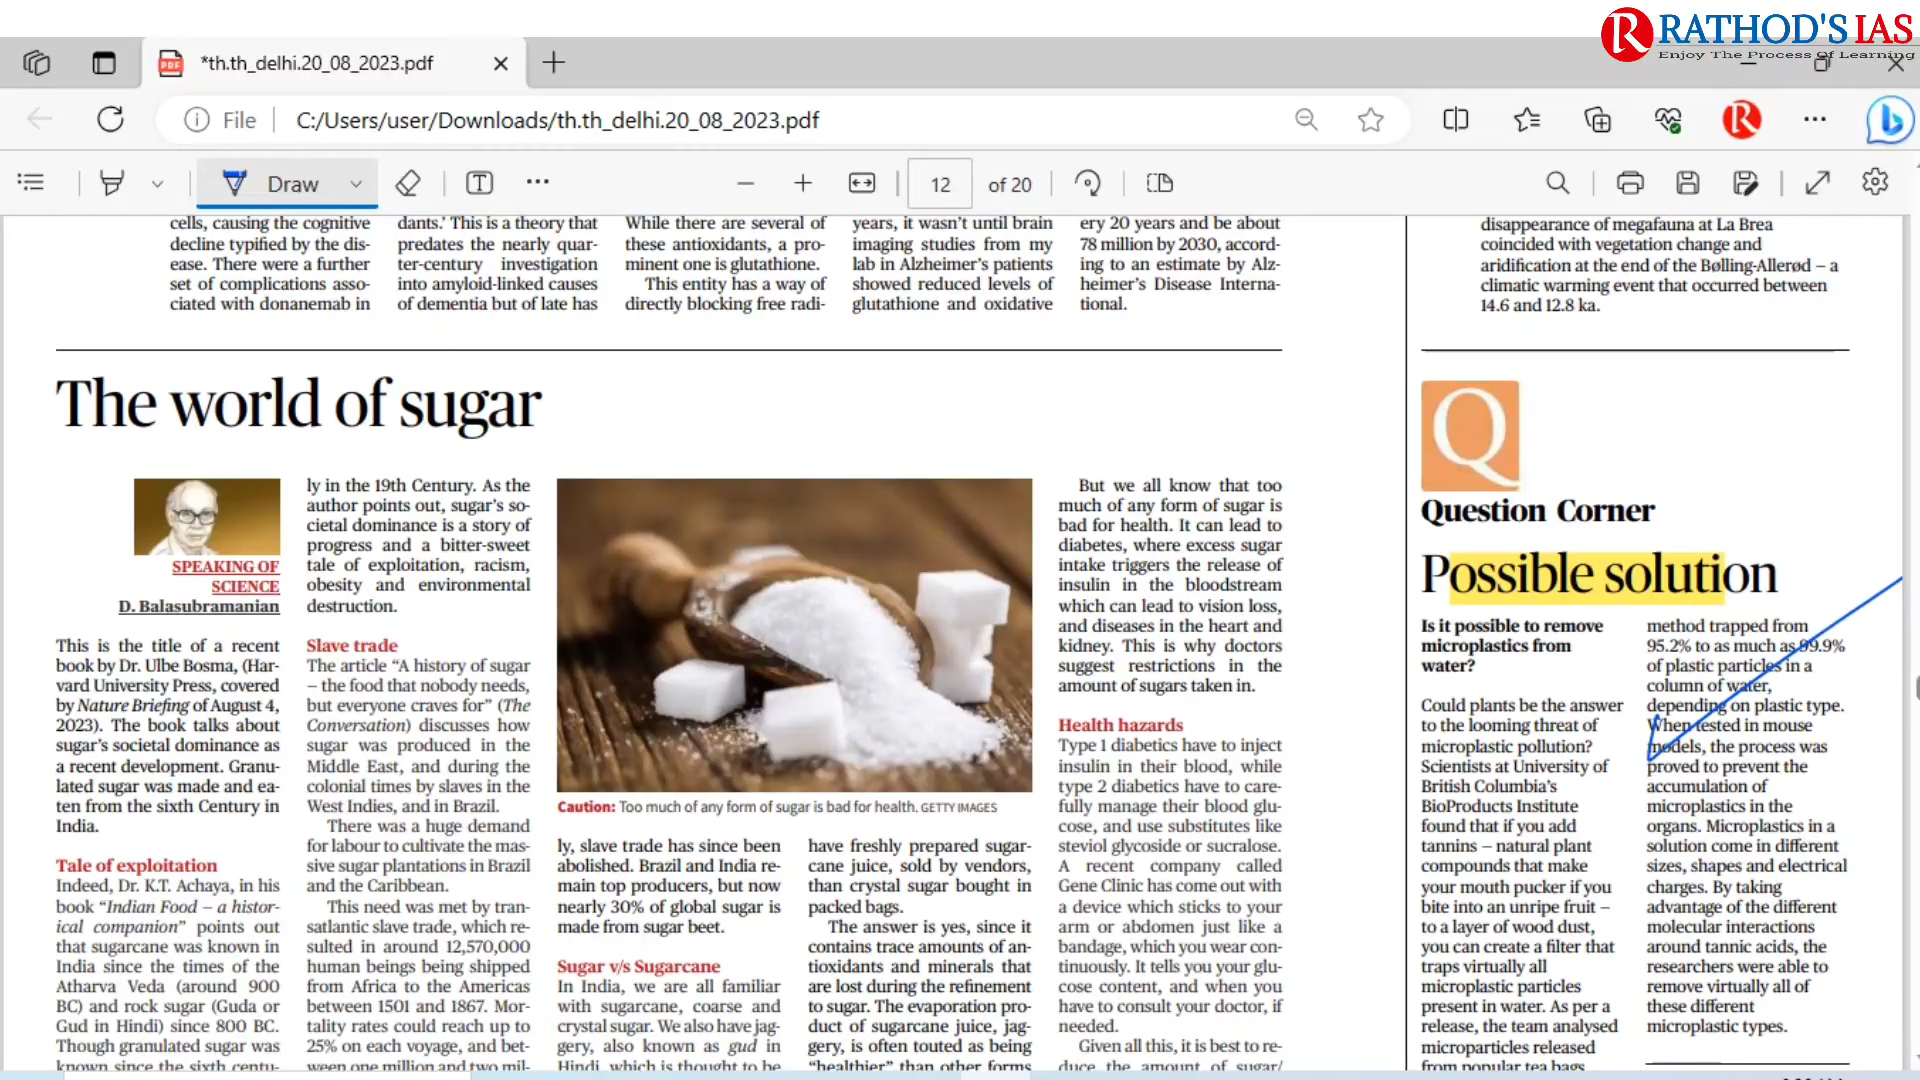 RATHOD'S IAS
Enjoy The Process Of Learning
*th.th_delhi.20_08_2023.pdf
File
C:/Users/user/Downloads/th.th_delhi.20_08_2023.pdf
Draw
12
of 20
cells, causing the cognitive
decline typified by the dis-
ease. There were a further
set of complications asso-
ciated with donanemab in
dants.' This is a theory that
predates the nearly quar-
ter-century investigation
into amyloid-linked causes
of dementia but of late has
While there are several of
these antioxidants, a pro-
minent one is glutathione.
This entity has a way of
directly blocking free radi-
years, it wasn't until brain
imaging studies from my
lab in Alzheimer's patients
showed reduced levels of
glutathione and oxidative
ery 20 years and be about
78 million by 2030, accord-
ing to an estimate by Alz-
heimer's Disease Interna-
tional.
disappearance of megafauna at La Brea
coincided with vegetation change and
aridification at the end of the Bølling-Allerød – a
climatic warming event that occurred between
14.6 and 12.8 ka.
The world of sugar
SPEAKING OF
SCIENCE
D. Balasubramanian
This is the title of a recent
book by Dr. Ulbe Bosma, (Har-
vard University Press, covered
by Nature Briefing of August 4,
2023). The book talks about
sugar's societal dominance as
a recent development. Granu-
lated sugar was made and ea-
ten from the sixth Century in
India.
Tale of exploitation
Indeed, Dr. K.T. Achaya, in his
book “Indian Food – a histor-
ical companion” points out
that sugarcane was known in
India since the times of the
Atharva Veda (around 900
BC) and rock sugar (Guda or
Gud in Hindi) since 800 BC.
Though granulated sugar was
known since the sixth centu-
ly in the 19th Century. As the
author points out, sugar's so-
cietal dominance is a story of
progress and a bitter-sweet
tale of exploitation, racism,
obesity and environmental
destruction.
Slave trade
The article “A history of sugar
– the food that nobody needs,
but everyone craves for” (The
Conversation) discusses how
sugar was produced in the
Middle East, and during the
colonial times by slaves in the
West Indies, and in Brazil.
There was a huge demand
for labour to cultivate the mas-
sive sugar plantations in Brazil
and the Caribbean.
This need was met by tran-
satlantic slave trade, which re-
sulted in around 12,570,000
human beings being shipped
from Africa to the Americas
between 1501 and 1867. Mor-
tality rates could reach up to
25% on each voyage, and bet-
ween one million and two mil-
Caution: Too much of any form of sugar is bad for health. GETTY IMAGES
ly, slave trade has since been
abolished. Brazil and India re-
main top producers, but now
nearly 30% of global sugar is
made from sugar beet.
Sugar v/s Sugarcane
In India, we are all familiar
with sugarcane, coarse and
crystal sugar. We also have jag-
gery, also known as gud in
Hindi, which is thought to be
have freshly prepared sugar-
cane juice, sold by vendors,
than crystal sugar bought in
packed bags.
The answer is yes, since it
contains trace amounts of an-
tioxidants and minerals that
are lost during the refinement
to sugar. The evaporation pro-
duct of sugarcane juice, jag-
gery, is often touted as being
“healthier” than other forms
But we all know that too
much of any form of sugar is
bad for health. It can lead to
diabetes, where excess sugar
intake triggers the release of
insulin in the bloodstream
which can lead to vision loss,
and diseases in the heart and
kidney. This is why doctors
suggest restrictions in the
amount of sugars taken in.
Health hazards
Type 1 diabetics have to inject
insulin in their blood, while
type 2 diabetics have to care-
fully manage their blood glu-
cose, and use substitutes like
steviol glycoside or sucralose.
A recent company called
Gene Clinic has come out with
a device which sticks to your
arm or abdomen just like a
bandage, which you wear con-
tinuously. It tells you your glu-
cose content, and when you
have to consult your doctor, if
needed.
Given all this, it is best to re-
duce the amount of sugar/
Q
Question Corner
Possible solution
Is it possible to remove
microplastics from
water?
Could plants be the answer
to the looming threat of
microplastic pollution?
Scientists at University of
British Columbia's
BioProducts Institute
found that if you add
tannins – natural plant
compounds that make
your mouth pucker if you
bite into an unripe fruit –
to a layer of wood dust,
you can create a filter that
traps virtually all
microplastic particles
present in water. As per a
release, the team analysed
microparticles released
from popular tea bags
method trapped from
95.2% to as much as 99.9%
of plastic particles in a
column of water,
depending on plastic type.
When tested in mouse
models, the process was
proved to prevent the
accumulation of
microplastics in the
organs. Microplastics in a
solution come in different
sizes, shapes and electrical
charges. By taking
advantage of the different
molecular interactions
around tannic acids, the
researchers were able to
remove virtually all of
these different
microplastic types.